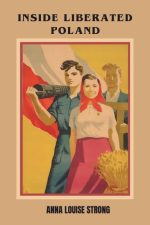 INSIDE LIBERATED
POLAND
ANNA LOUISE STRONG